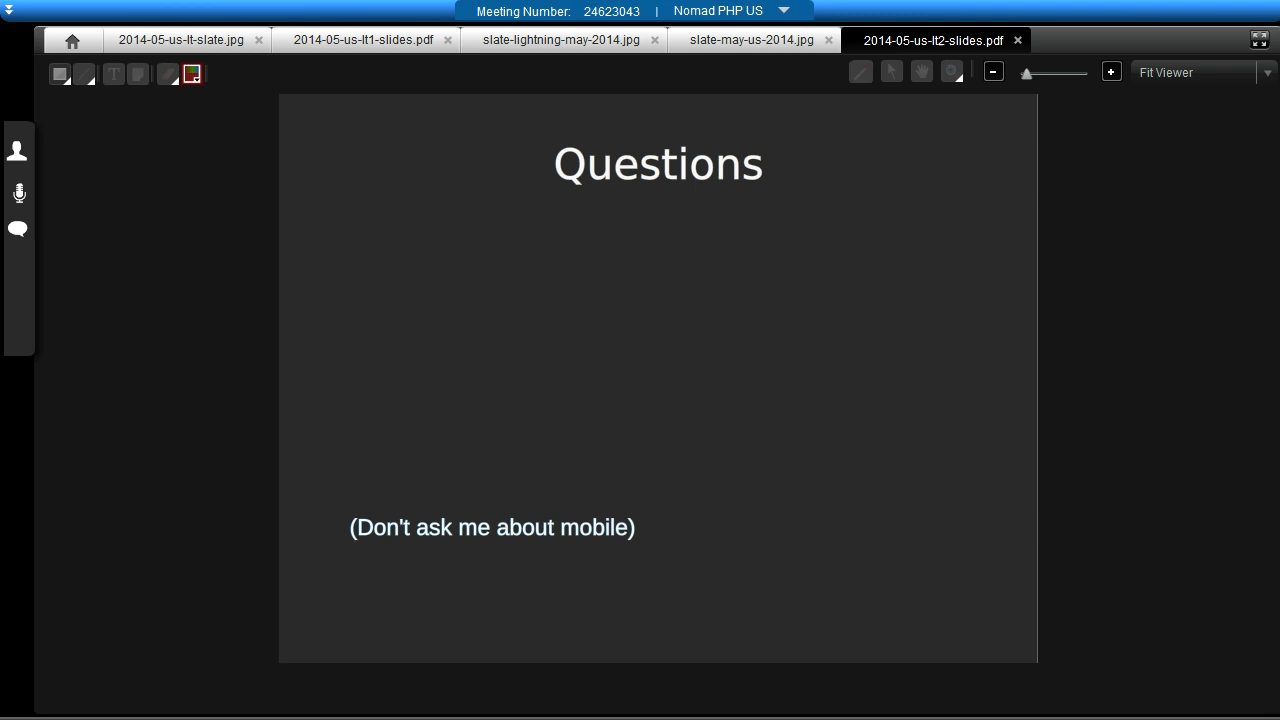 Meeting Number: 24623043 | Nomad PHP US
2014-05-us-lt-slate.jpg
2014-05-us-lt1-slides.pdf
slate-lightning-may-2014.jpg
slate-may-us-2014.jpg
2014-05-us-lt2-slides.pdf
T
Fit Viewer
Questions
(Don't ask me about mobile)